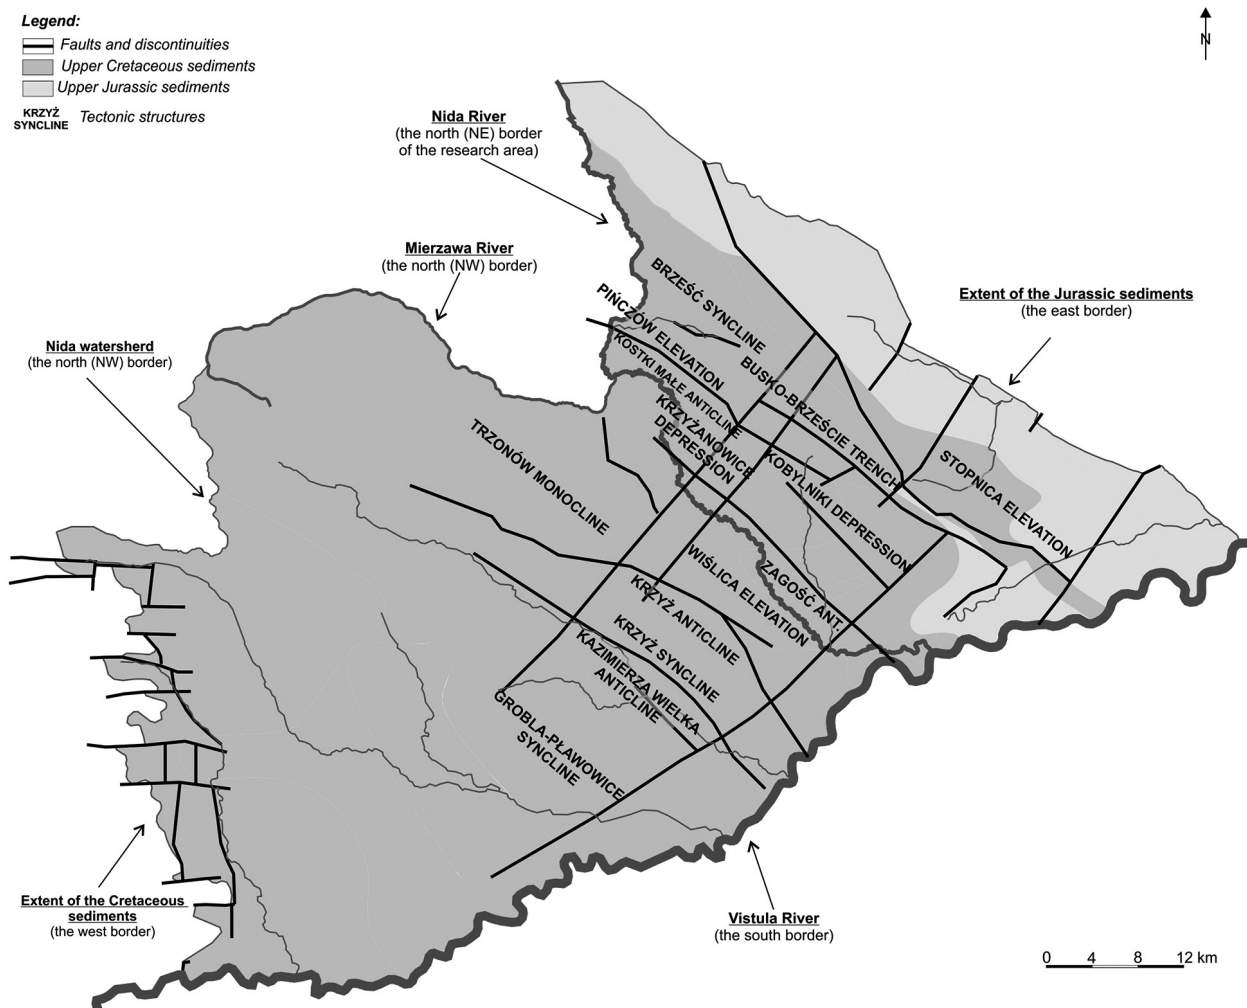 Legend:
Faults and discontinuities
Upper Cretaceous sediments
Upper Jurassic sediments
KRZYŻ
SYNCLINE
Tectonic structures
N
Nida River
(the north (NE) border
of the research area)
Mierzawa River
(the north (NW) border)
Nida watersherd
(the north (NW) border)
Extent of the Jurassic sediments
(the east border)
BRZEŚĆ SYNCLINE
PIŃCZÓW ELEVATION
KOSTKI MAŁE ANTICLINE
BUSKO-BRZEŚCIE TRENCH
KRZYŻANOWICE
DEPRESSION
KOBYLNIKI DEPRESSION
STOPNICA ELEVATION
TRZONÓW MONOCLINE
WIŚLICA ELEVATION
ZAGOŚĆ ANT.
KRZYŻ ANTICLINE
KRZYŻ SYNCLINE
KAZIMIERZA WIELKA
ANTICLINE
GROBLA-PŁAWOWICE
SYNCLINE
Extent of the Cretaceous
sediments
(the west border)
Vistula River
(the south border)
0 4 8 12 km